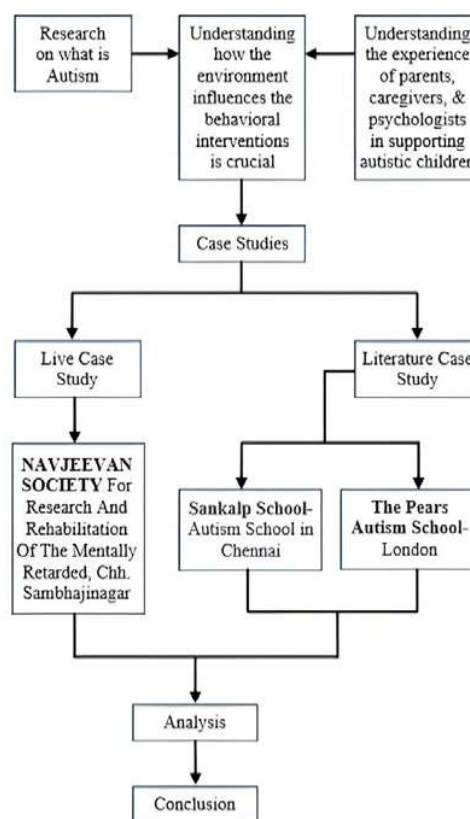 Research
on what is
Autism
Understanding
how the
environment
influences the
behavioral
interventions
is crucial
Understanding
the experience
of parents,
caregivers, &
psychologists
in supporting
autistic children
Case Studies
Live Case
Study
Literature Case
Study
NAVJEEVAN
SOCIETY For
Research And
Rehabilitation
Of The Mentally
Retarded, Chh.
Sambhajinagar
Sankalp School-
Autism School in
Chennai
The Pears
Autism School-
London
Analysis
Conclusion